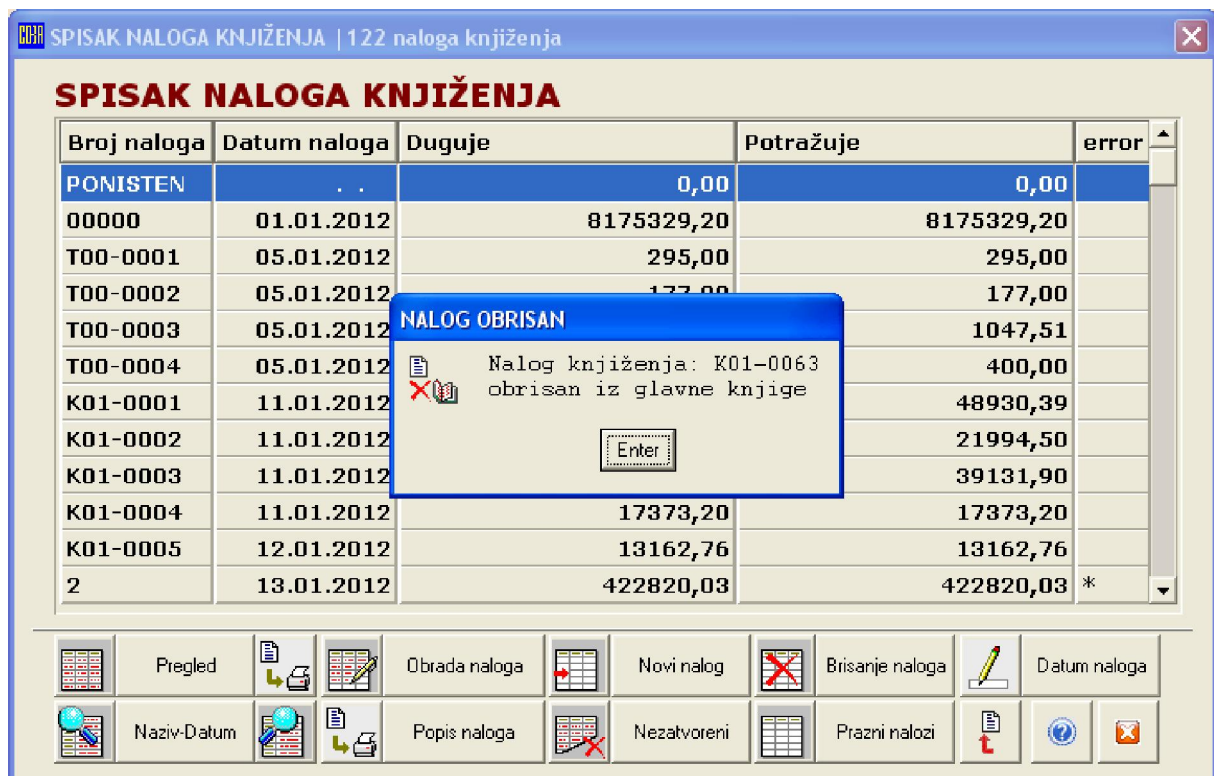 SPISAK NALOGA KNJIŽENJA | 122 naloga knjiženja
SPISAK NALOGA KNJIŽENJA
Broj naloga Datum naloga Duguje Potražuje error
PONISTEN . . 0,00 0,00
00000 01.01.2012 8175329,20 8175329,20
T00-0001 05.01.2012 295,00 295,00
T00-0002 05.01.2012 177,00 177,00
T00-0003 05.01.2012 1047,51
T00-0004 05.01.2012 400,00
K01-0001 11.01.2012 48930,39
K01-0002 11.01.2012 21994,50
K01-0003 11.01.2012 39131,90
K01-0004 11.01.2012 17373,20 17373,20
K01-0005 12.01.2012 13162,76 13162,76
2 13.01.2012 422820,03 422820,03 *
NALOG OBRISAN
Nalog knjiženja: K01-0063
obrisan iz glavne knjige
Enter
Pregled Obrada naloga Novi nalog Brisanje naloga Datum naloga
Naziv-Datum Popis naloga Nezatvoreni Prazni nalozi